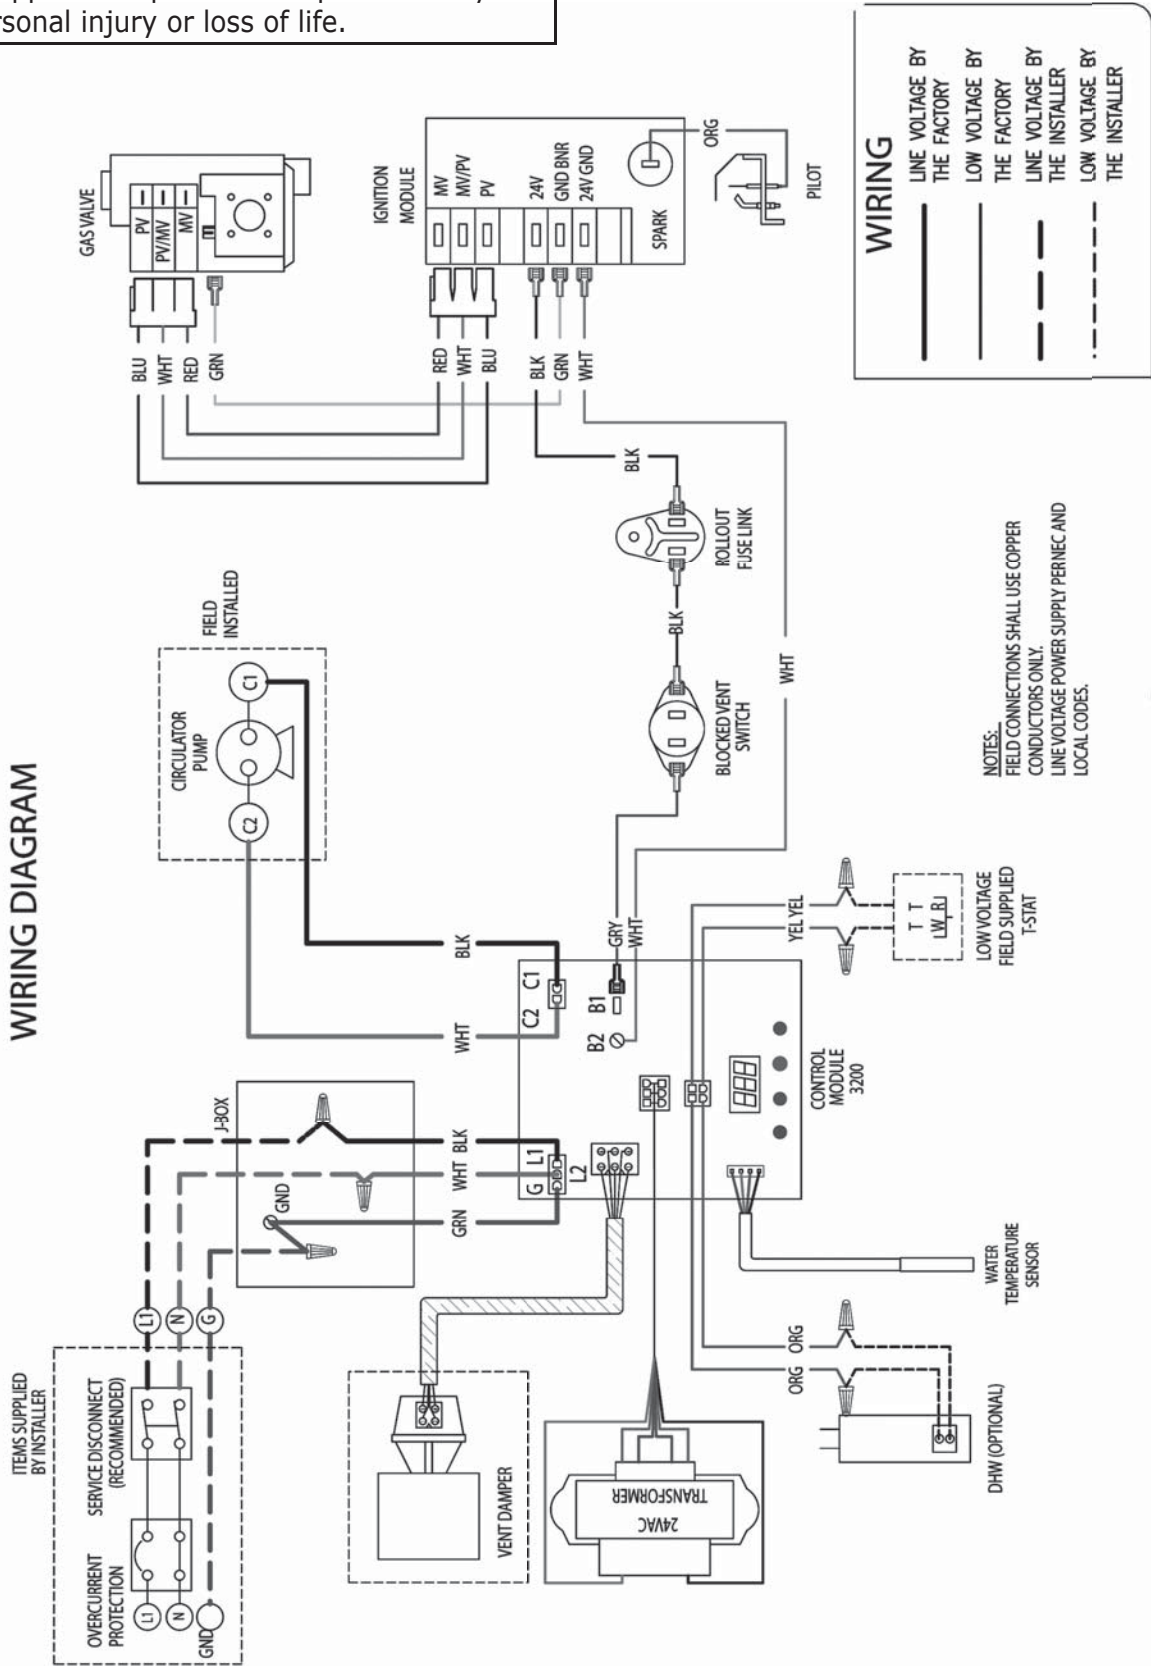 rsonal injury or loss of life.
WIRING DIAGRAM
ITEMS SUPPLIED
BY INSTALLER
OVERCURRENT
PROTECTION
SERVICE DISCONNECT
(RECOMMENDED)
L1
N
GND
L1
N
G
J-BOX
GND
GRN
WHT
BLK
G
L1
L2
WHT
BLK
C2
C1
CIRCULATOR
PUMP
C2
C1
FIELD
INSTALLED
GAS VALVE
PV
PV/MV
MV
BLU
WHT
RED
GRN
IGNITION
MODULE
MV
MV/PV
PV
24V
GND BNR
24V GND
SPARK
RED
WHT
BLU
BLK
GRN
WHT
ORG
PILOT
BLK
ROLLOUT
FUSE LINK
BLK
BLOCKED VENT
SWITCH
WHT
GRY
WHT
B1
B2
VENT DAMPER
24VAC
TRANSFORMER
CONTROL
MODULE
3200
YEL
YEL
T T
W R
LOW VOLTAGE
FIELD SUPPLIED
T-STAT
WATER
TEMPERATURE
SENSOR
ORG
ORG
DHW (OPTIONAL)
NOTES:
FIELD CONNECTIONS SHALL USE COPPER
CONDUCTORS ONLY.
LINE VOLTAGE POWER SUPPLY PER NEC AND
LOCAL CODES.
WIRING
LINE VOLTAGE BY
THE FACTORY
LOW VOLTAGE BY
THE FACTORY
LINE VOLTAGE BY
THE INSTALLER
LOW VOLTAGE BY
THE INSTALLER